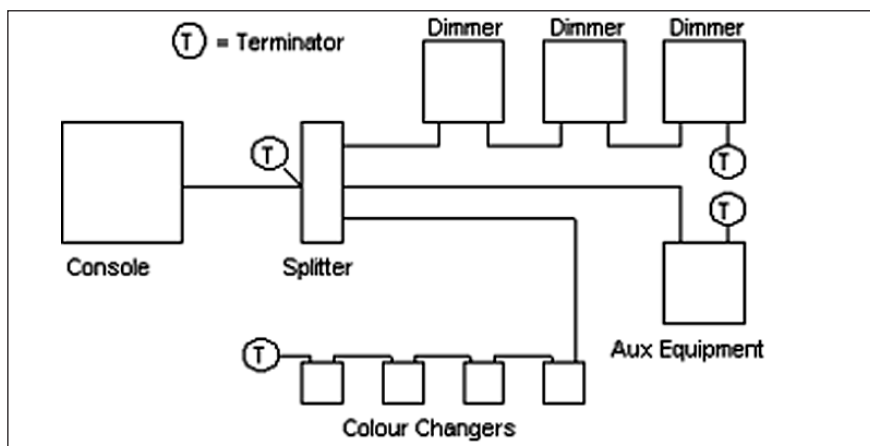 T = Terminator
Dimmer Dimmer Dimmer
T
T
T
Console
Splitter
Aux Equipment
T
Colour Changers